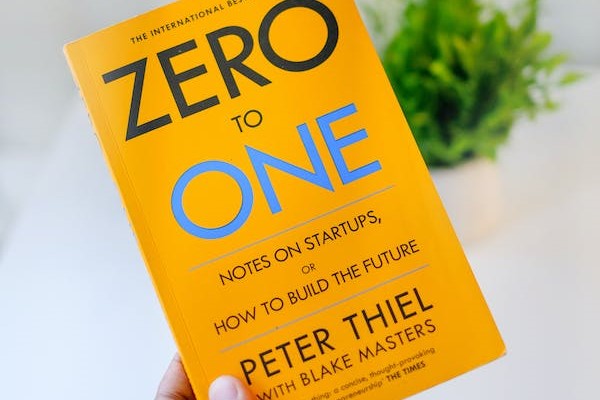 THE INTERNATIONAL
ZERO
TO
ONE
NOTES ON STARTUPS,
OR
HOW TO BUILD THE FUTURE
PETER THIEL
WITH BLAKE MASTERS
a concise, thought-provoking
THE TIMES